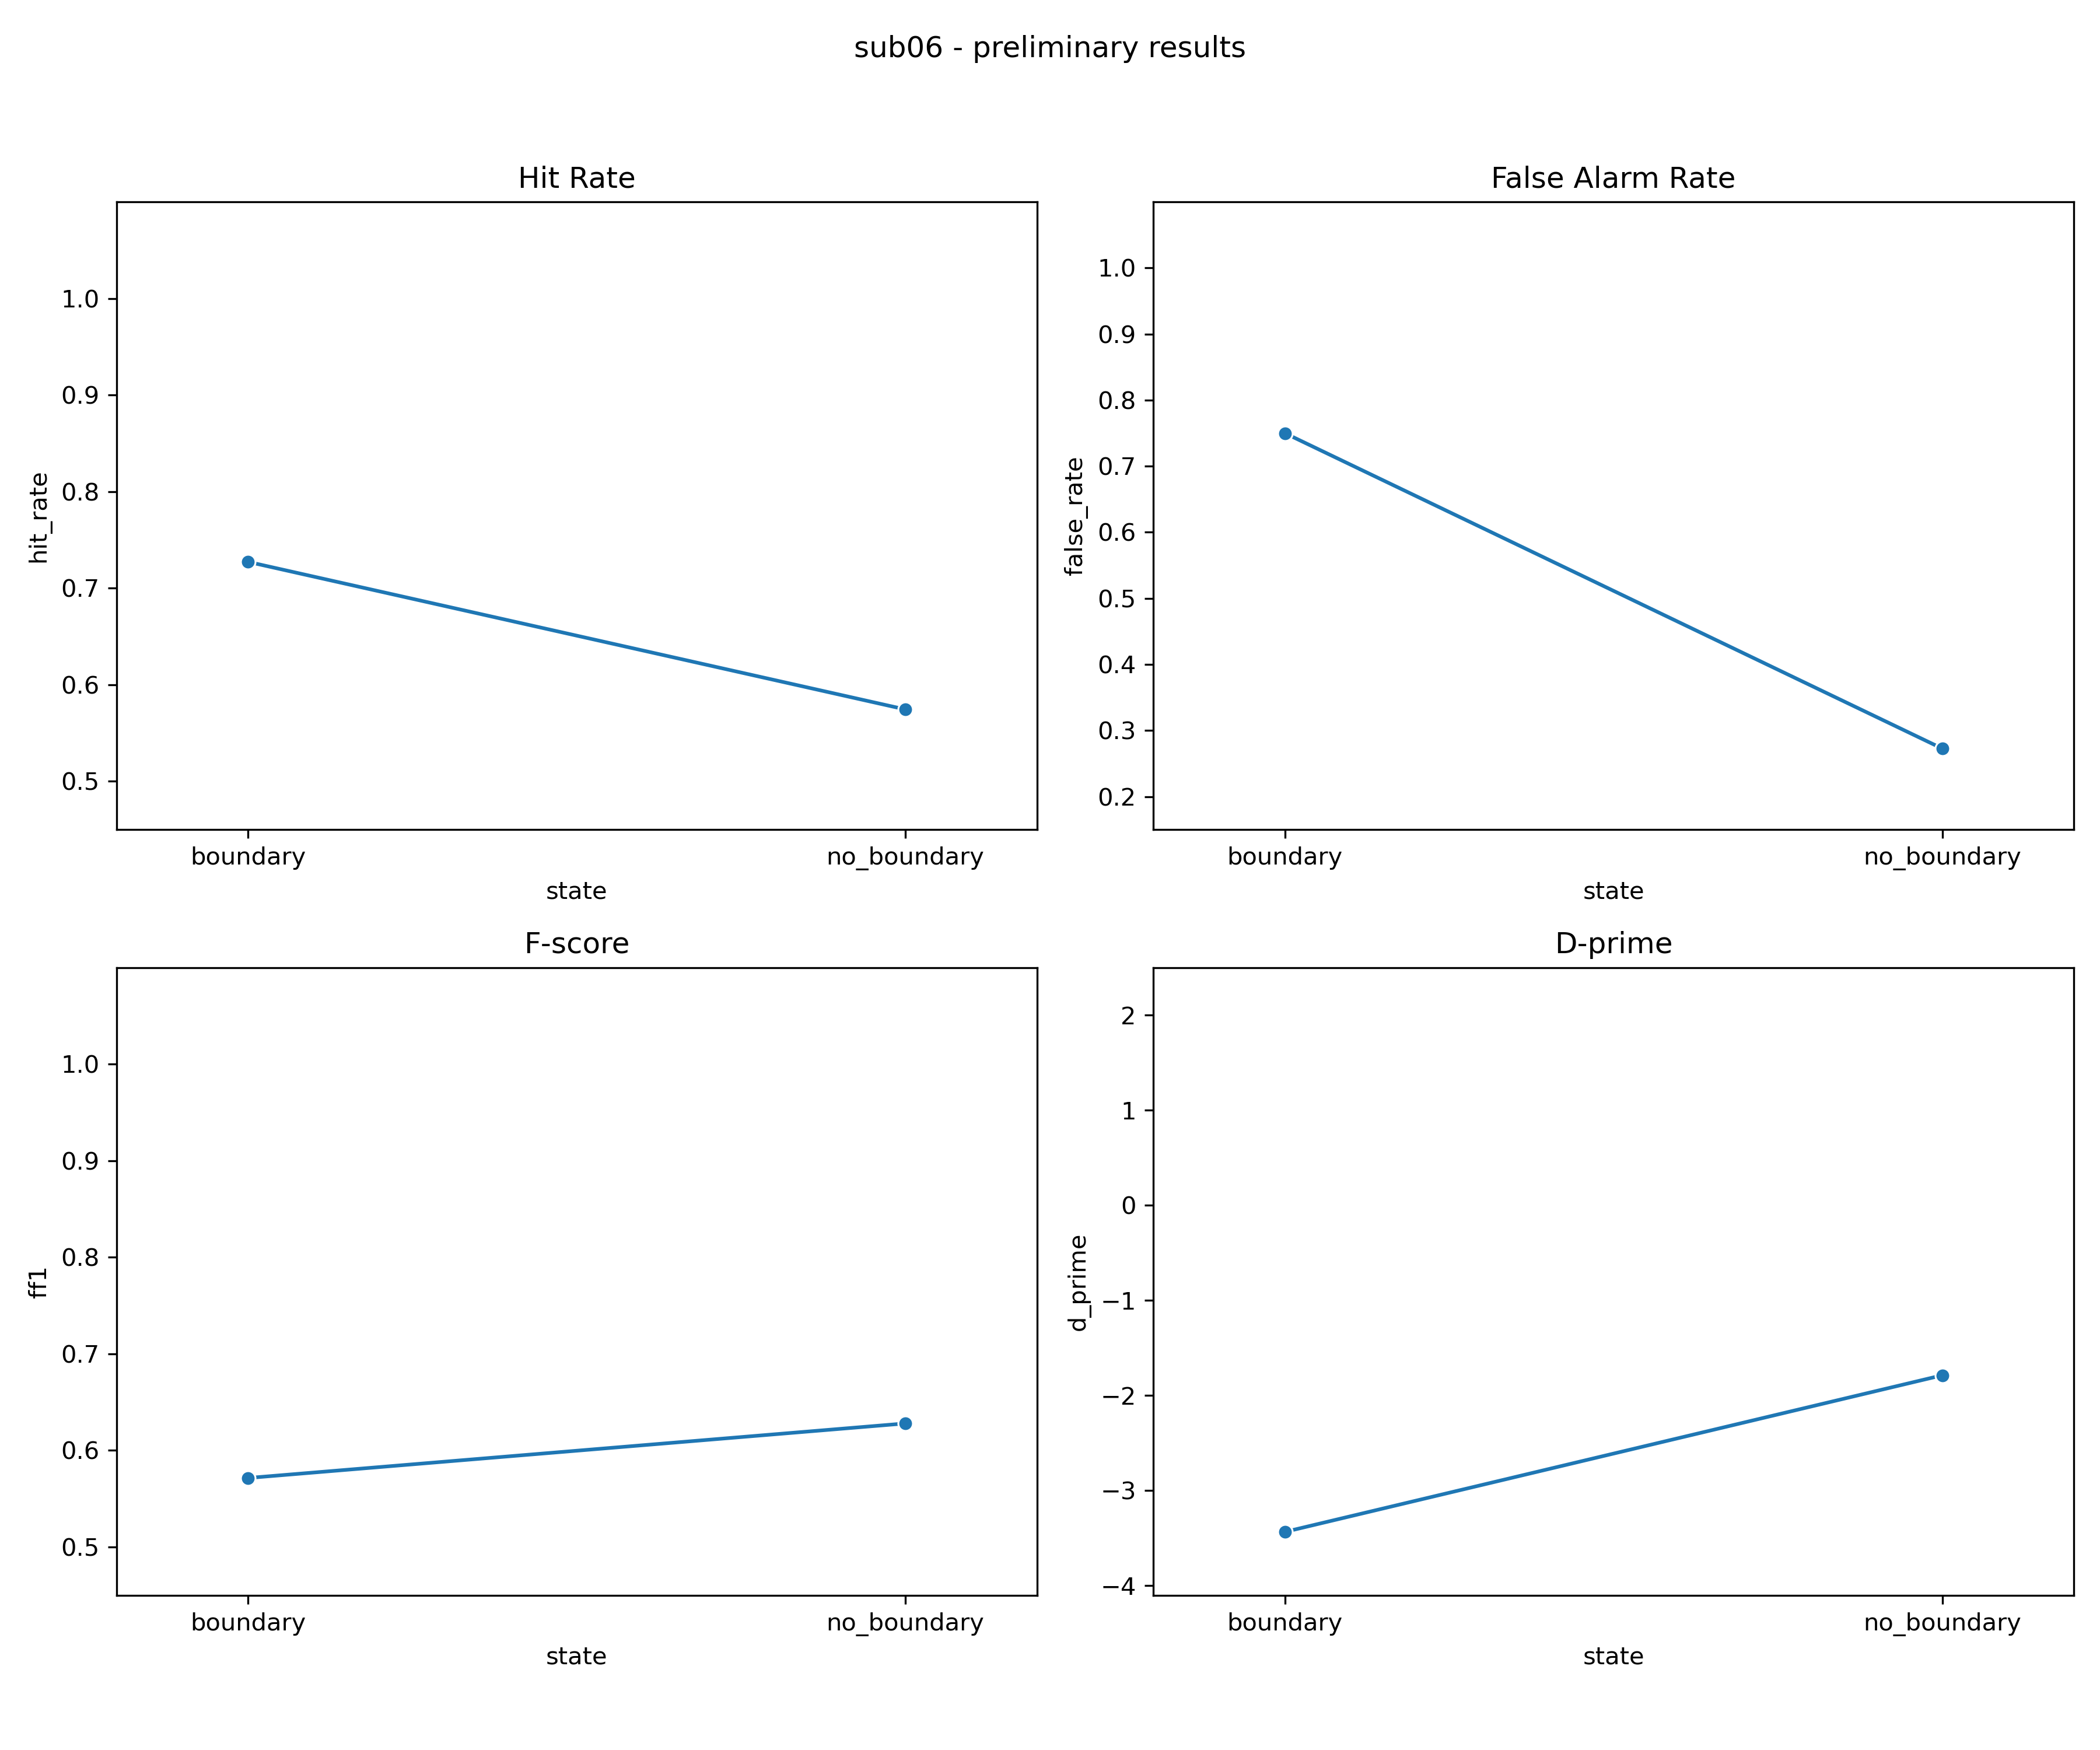 sub06 - preliminary results
Hit Rate
1.0
0.9
0.8
0.7
0.6
0.5
hit_rate
boundary
no_boundary
state
False Alarm Rate
1.0
0.9
0.8
0.7
0.6
0.5
0.4
0.3
0.2
false_rate
boundary
no_boundary
state
F-score
1.0
0.9
0.8
0.7
0.6
0.5
ff1
boundary
no_boundary
state
D-prime
2
1
0
−1
−2
−3
−4
d_prime
boundary
no_boundary
state